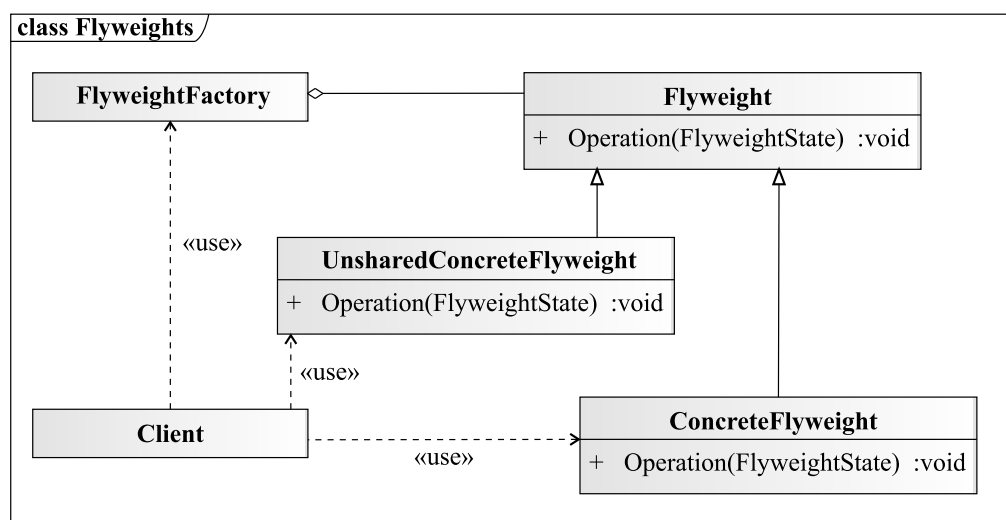 class Flyweights
FlyweightFactory
Flyweight
+ Operation(FlyweightState) :void
«use»
UnsharedConcreteFlyweight
+ Operation(FlyweightState) :void
«use»
Client
ConcreteFlyweight
+ Operation(FlyweightState) :void
«use»